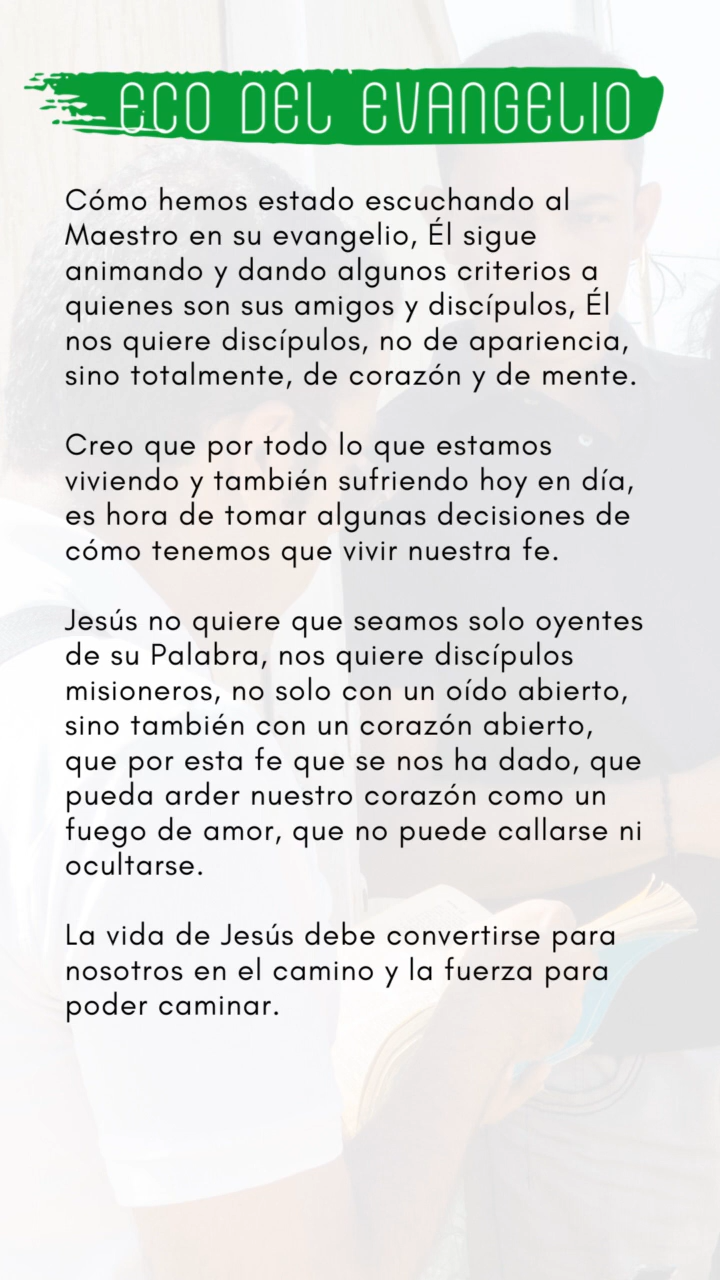 ECO DEL EVANGELIO
Cómo hemos estado escuchando al
Maestro en su evangelio, Él sigue
animando y dando algunos criterios a
quienes son sus amigos y discípulos, Él
nos quiere discípulos, no de apariencia,
sino totalmente, de corazón y de mente.
Creo que por todo lo que estamos
viviendo y también sufriendo hoy en día,
es hora de tomar algunas decisiones de
cómo tenemos que vivir nuestra fe.
Jesús no quiere que seamos solo oyentes
de su Palabra, nos quiere discípulos
misioneros, no solo con un oído abierto,
sino también con un corazón abierto,
que por esta fe que se nos ha dado, que
pueda arder nuestro corazón como un
fuego de amor, que no puede callarse ni
ocultarse.
La vida de Jesús debe convertirse para
nosotros en el camino y la fuerza para
poder caminar.